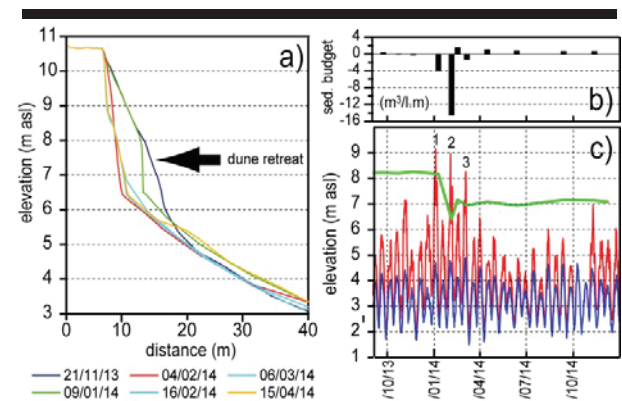 a)
elevation (m asl)
11
10
9
8
7
6
5
4
3
dune retreat
0 10 20 30 40
distance (m)
21/11/13 04/02/14 06/03/14
09/01/14 16/02/14 15/04/14
sed. budget
4
0
-4
-8
-12
-16
(m³/l.m)
b)
c)
elevation (m asl)
9
8
7
6
5
4
3
2
1
1 2 3
/10/13 /01/14 /04/14 /07/14 /10/14